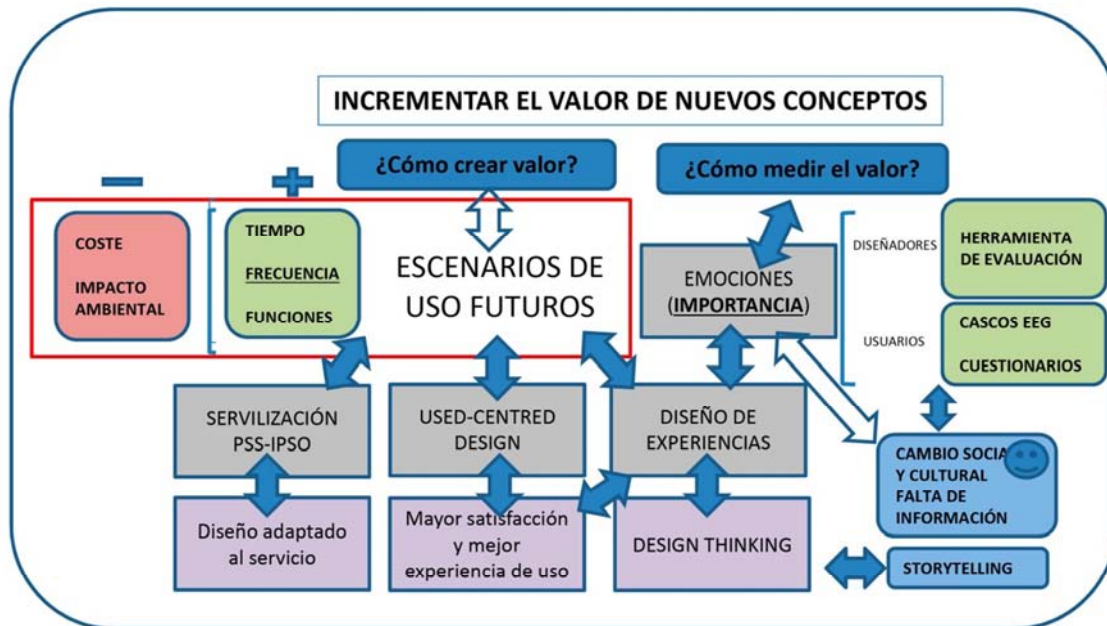 INCREMENTAR EL VALOR DE NUEVOS CONCEPTOS
¿Cómo crear valor?
¿Cómo medir el valor?
COSTE
IMPACTO
AMBIENTAL
TIEMPO
FRECUENCIA
FUNCIONES
ESCENARIOS DE
USO FUTUROS
EMOCIONES
(IMPORTANCIA)
DISEÑADORES
USUARIOS
HERRAMIENTA
DE EVALUACIÓN
CASCOS EEG
CUESTIONARIOS
SERVILIZACIÓN
PSS-IPSO
USED-CENTRED
DESIGN
DISEÑO DE
EXPERIENCIAS
CAMBIO SOCIAL
Y CULTURAL
FALTA DE
INFORMACIÓN
Diseño adaptado
al servicio
Mayor satisfacción
y mejor
experiencia de uso
DESIGN THINKING
STORYTELLING